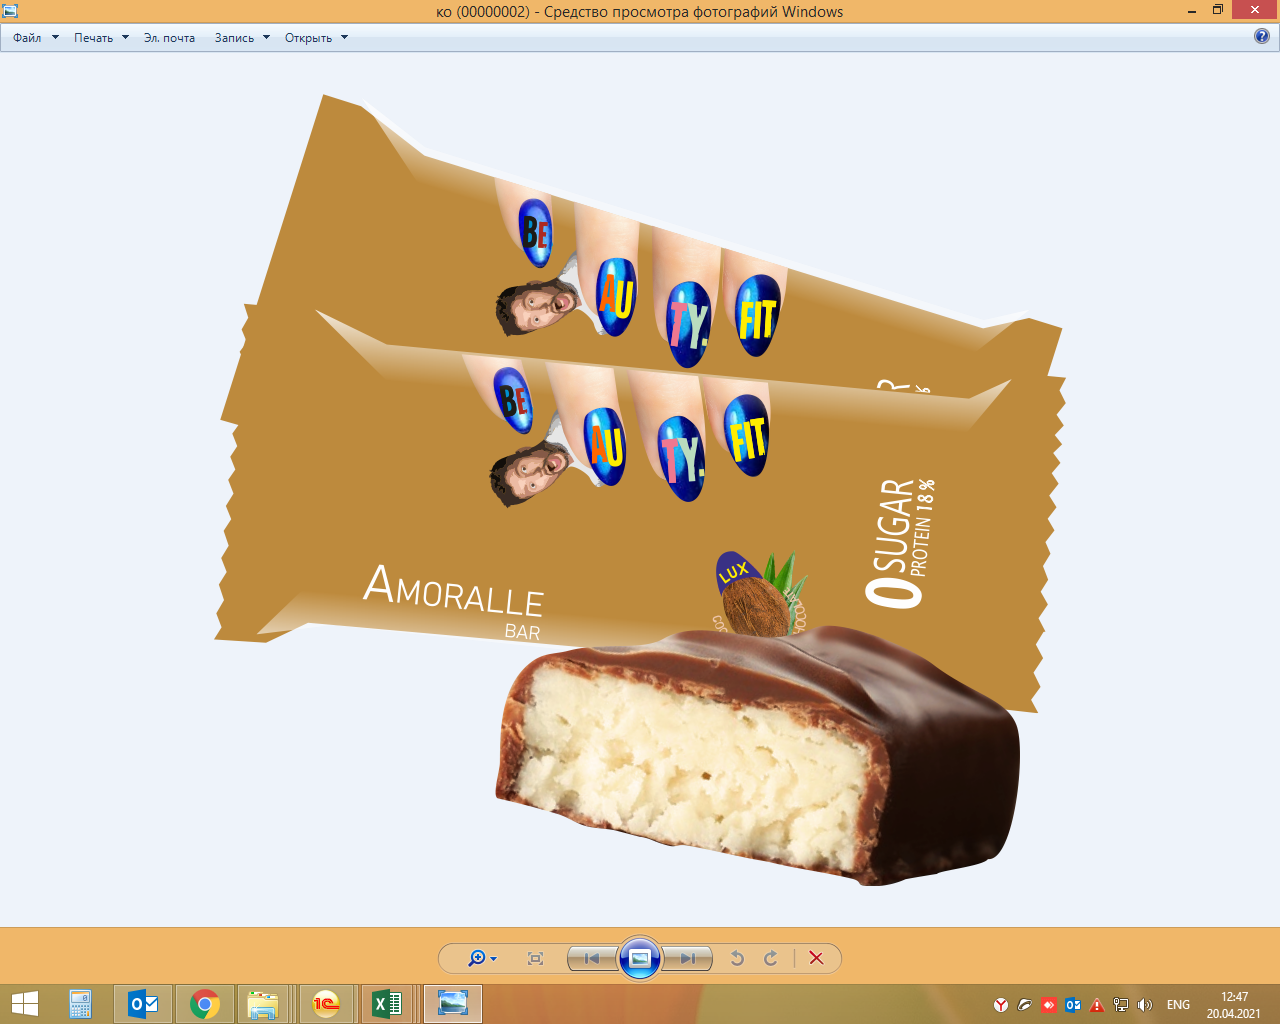 ко (00000002) - Средство просмотра фотографий Windows
Файл Печать Эл. почта Запись Открыть
BE
AU
TY.
FIT
BE
AU
TY.
FIT
0 SUGAR
PROTEIN 18%
LUX
AMORALLE
BAR
ENG
12:47
20.04.2021